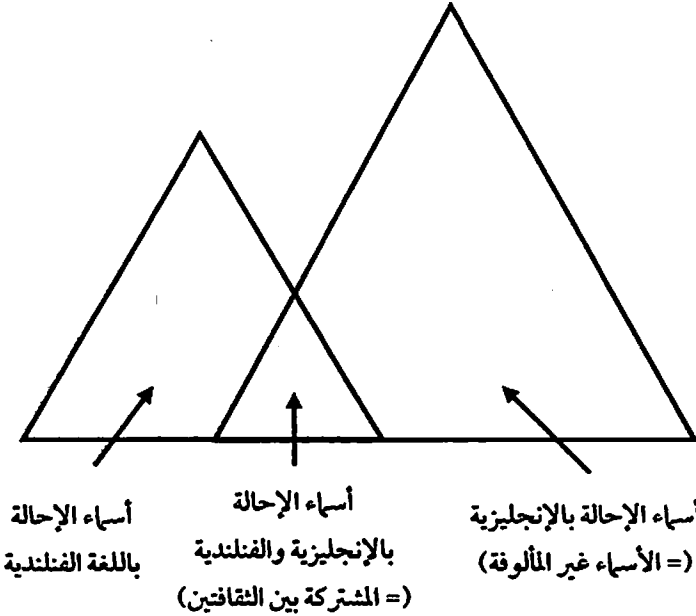 أسماء الإحالة بالإنجليزية
(= الأسماء غير المألوفة)
أسماء الإحالة
بالإنجليزية والفنلندية
(= المشتركة بين الثقافتين)
أسماء الإحالة
باللغة الفنلندية